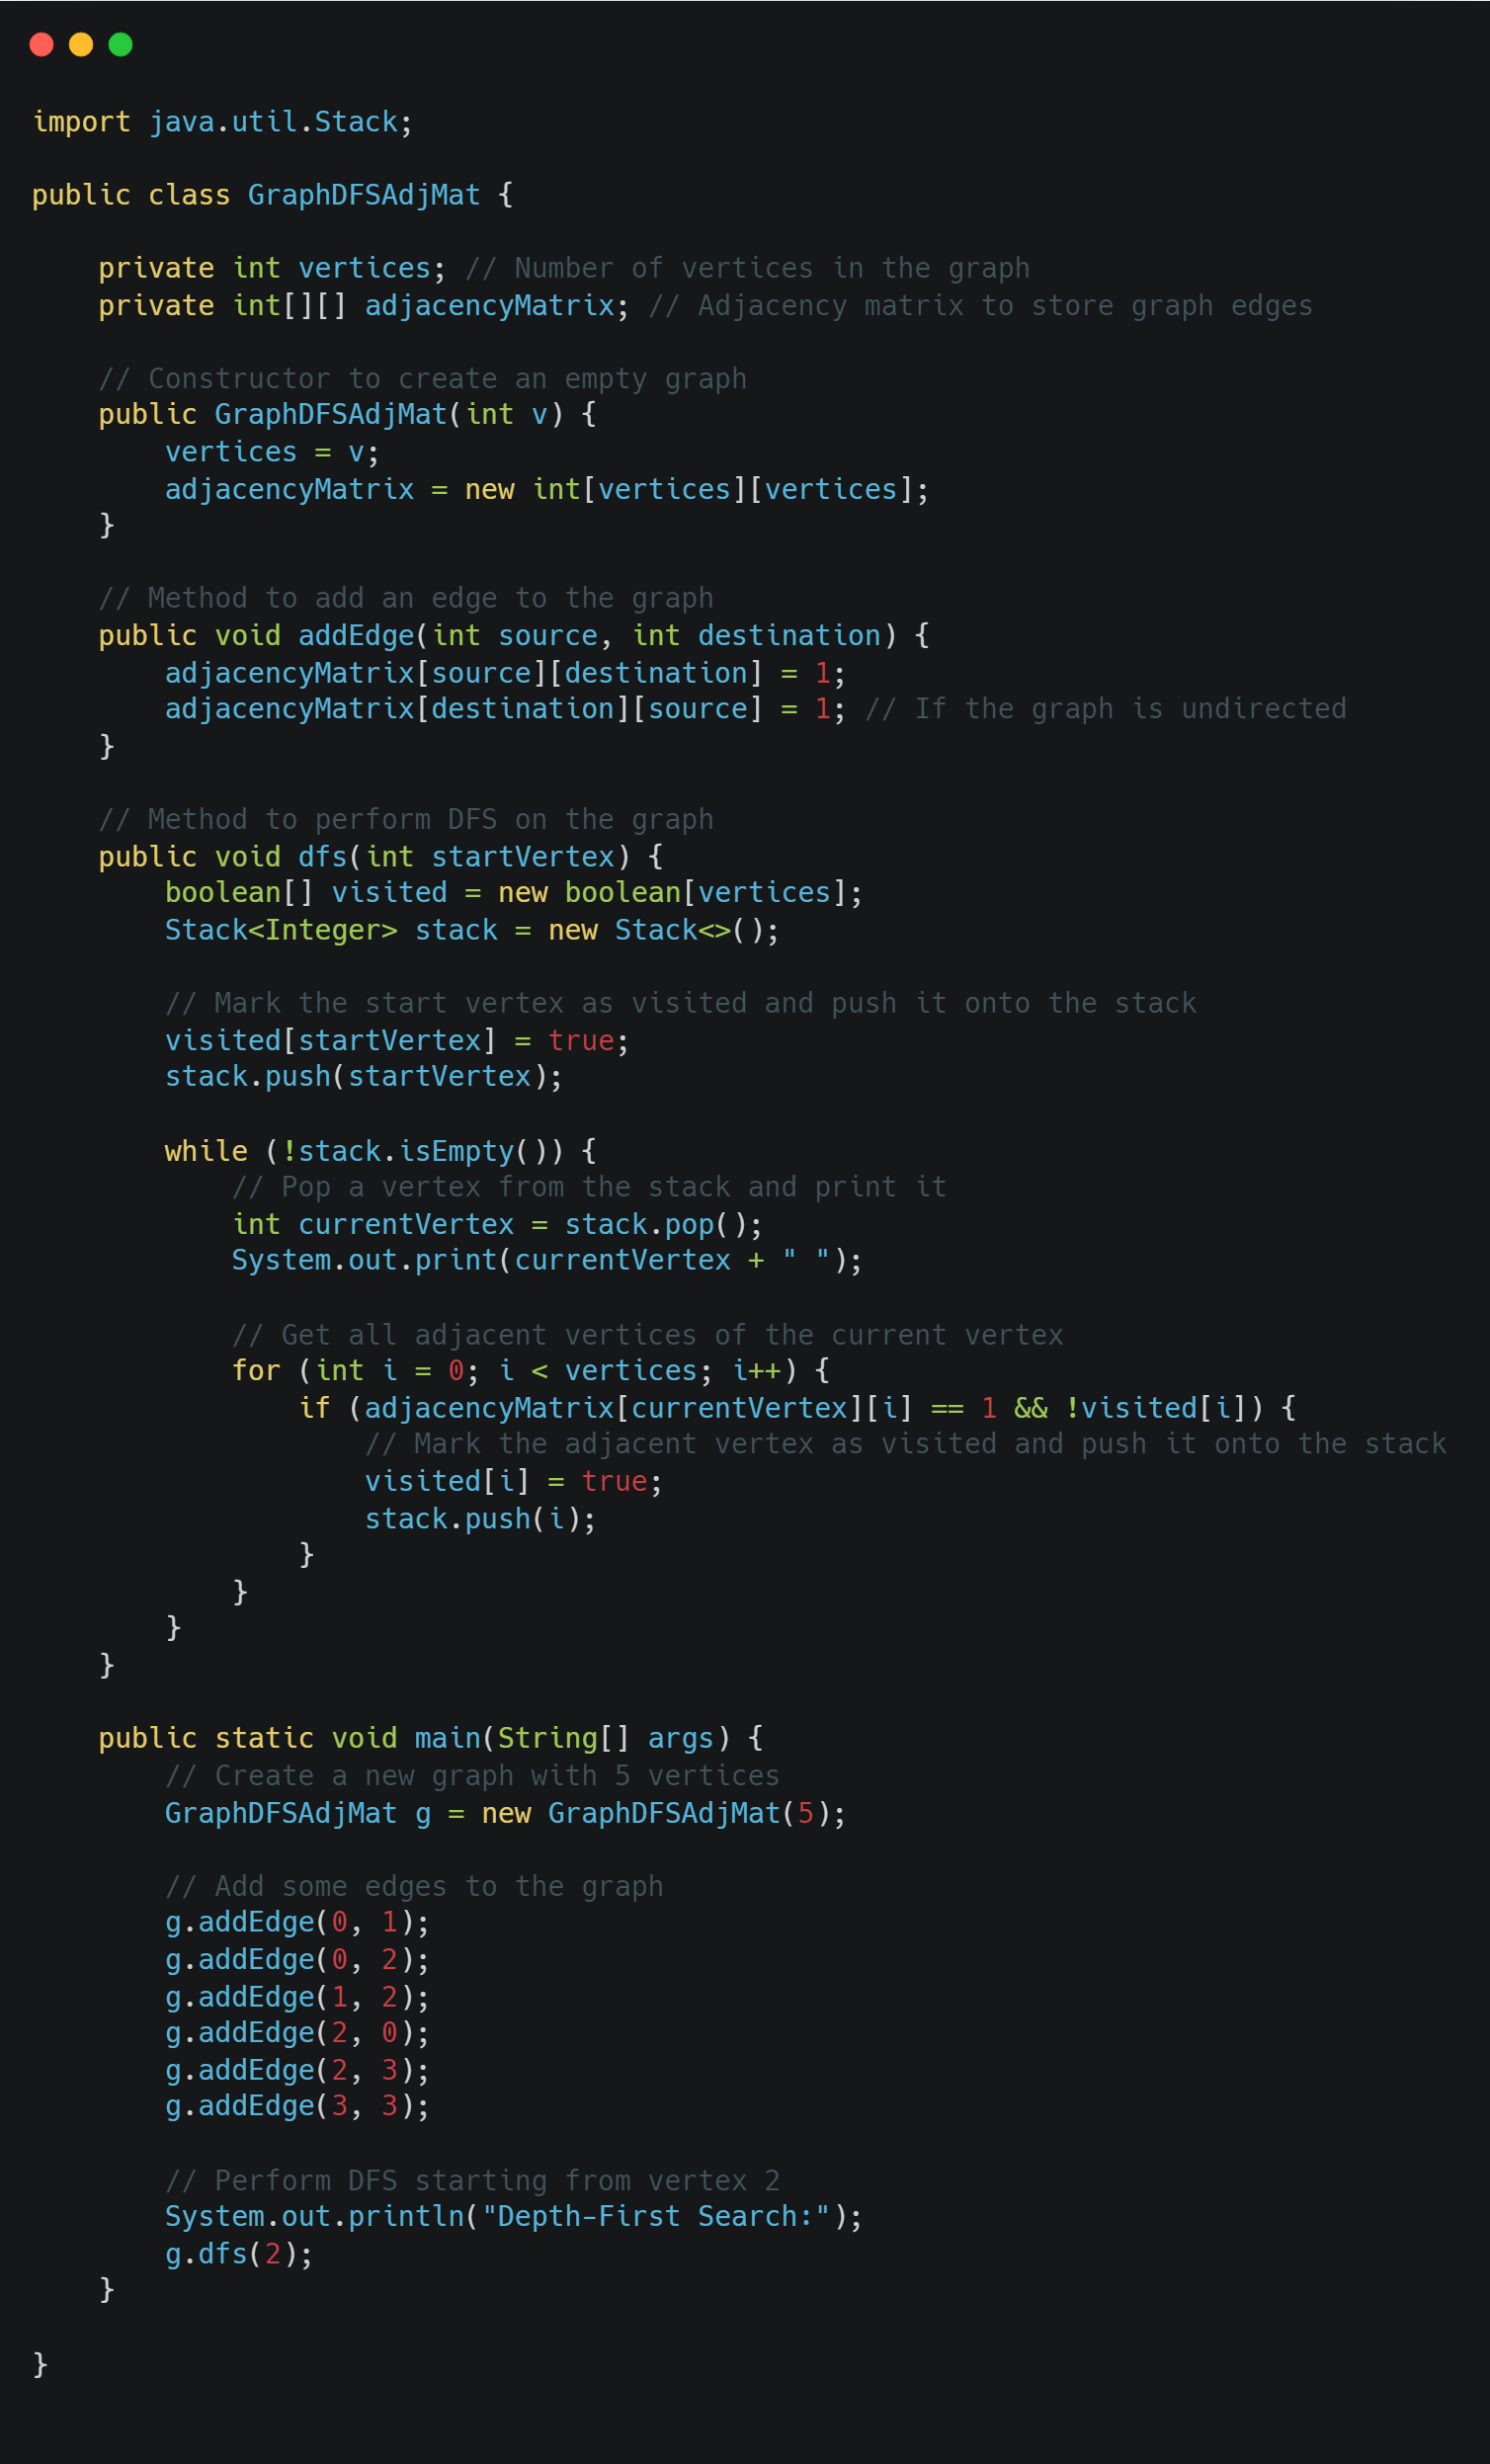 import java.util.Stack;
public class GraphDFSAdjMat {
private int vertices; // Number of vertices in the graph
private int[][] adjacencyMatrix; // Adjacency matrix to store graph edges
// Constructor to create an empty graph
public GraphDFSAdjMat(int v) {
vertices = v;
adjacencyMatrix = new int[vertices][vertices];
}
// Method to add an edge to the graph
public void addEdge(int source, int destination) {
adjacencyMatrix[source][destination] = 1;
adjacencyMatrix[destination][source] = 1; // If the graph is undirected
}
// Method to perform DFS on the graph
public void dfs(int startVertex) {
boolean[] visited = new boolean[vertices];
Stack<Integer> stack = new Stack<>();
// Mark the start vertex as visited and push it onto the stack
visited[startVertex] = true;
stack.push(startVertex);
while (!stack.isEmpty()) {
// Pop a vertex from the stack and print it
int currentVertex = stack.pop();
System.out.print(currentVertex + " ");
// Get all adjacent vertices of the current vertex
for (int i = 0; i < vertices; i++) {
if (adjacencyMatrix[currentVertex][i] == 1 && !visited[i]) {
// Mark the adjacent vertex as visited and push it onto the stack
visited[i] = true;
stack.push(i);
}
}
}
}
public static void main(String[] args) {
// Create a new graph with 5 vertices
GraphDFSAdjMat g = new GraphDFSAdjMat(5);
// Add some edges to the graph
g.addEdge(0, 1);
g.addEdge(0, 2);
g.addEdge(1, 2);
g.addEdge(2, 0);
g.addEdge(2, 3);
g.addEdge(3, 3);
// Perform DFS starting from vertex 2
System.out.println("Depth-First Search:");
g.dfs(2);
}
}